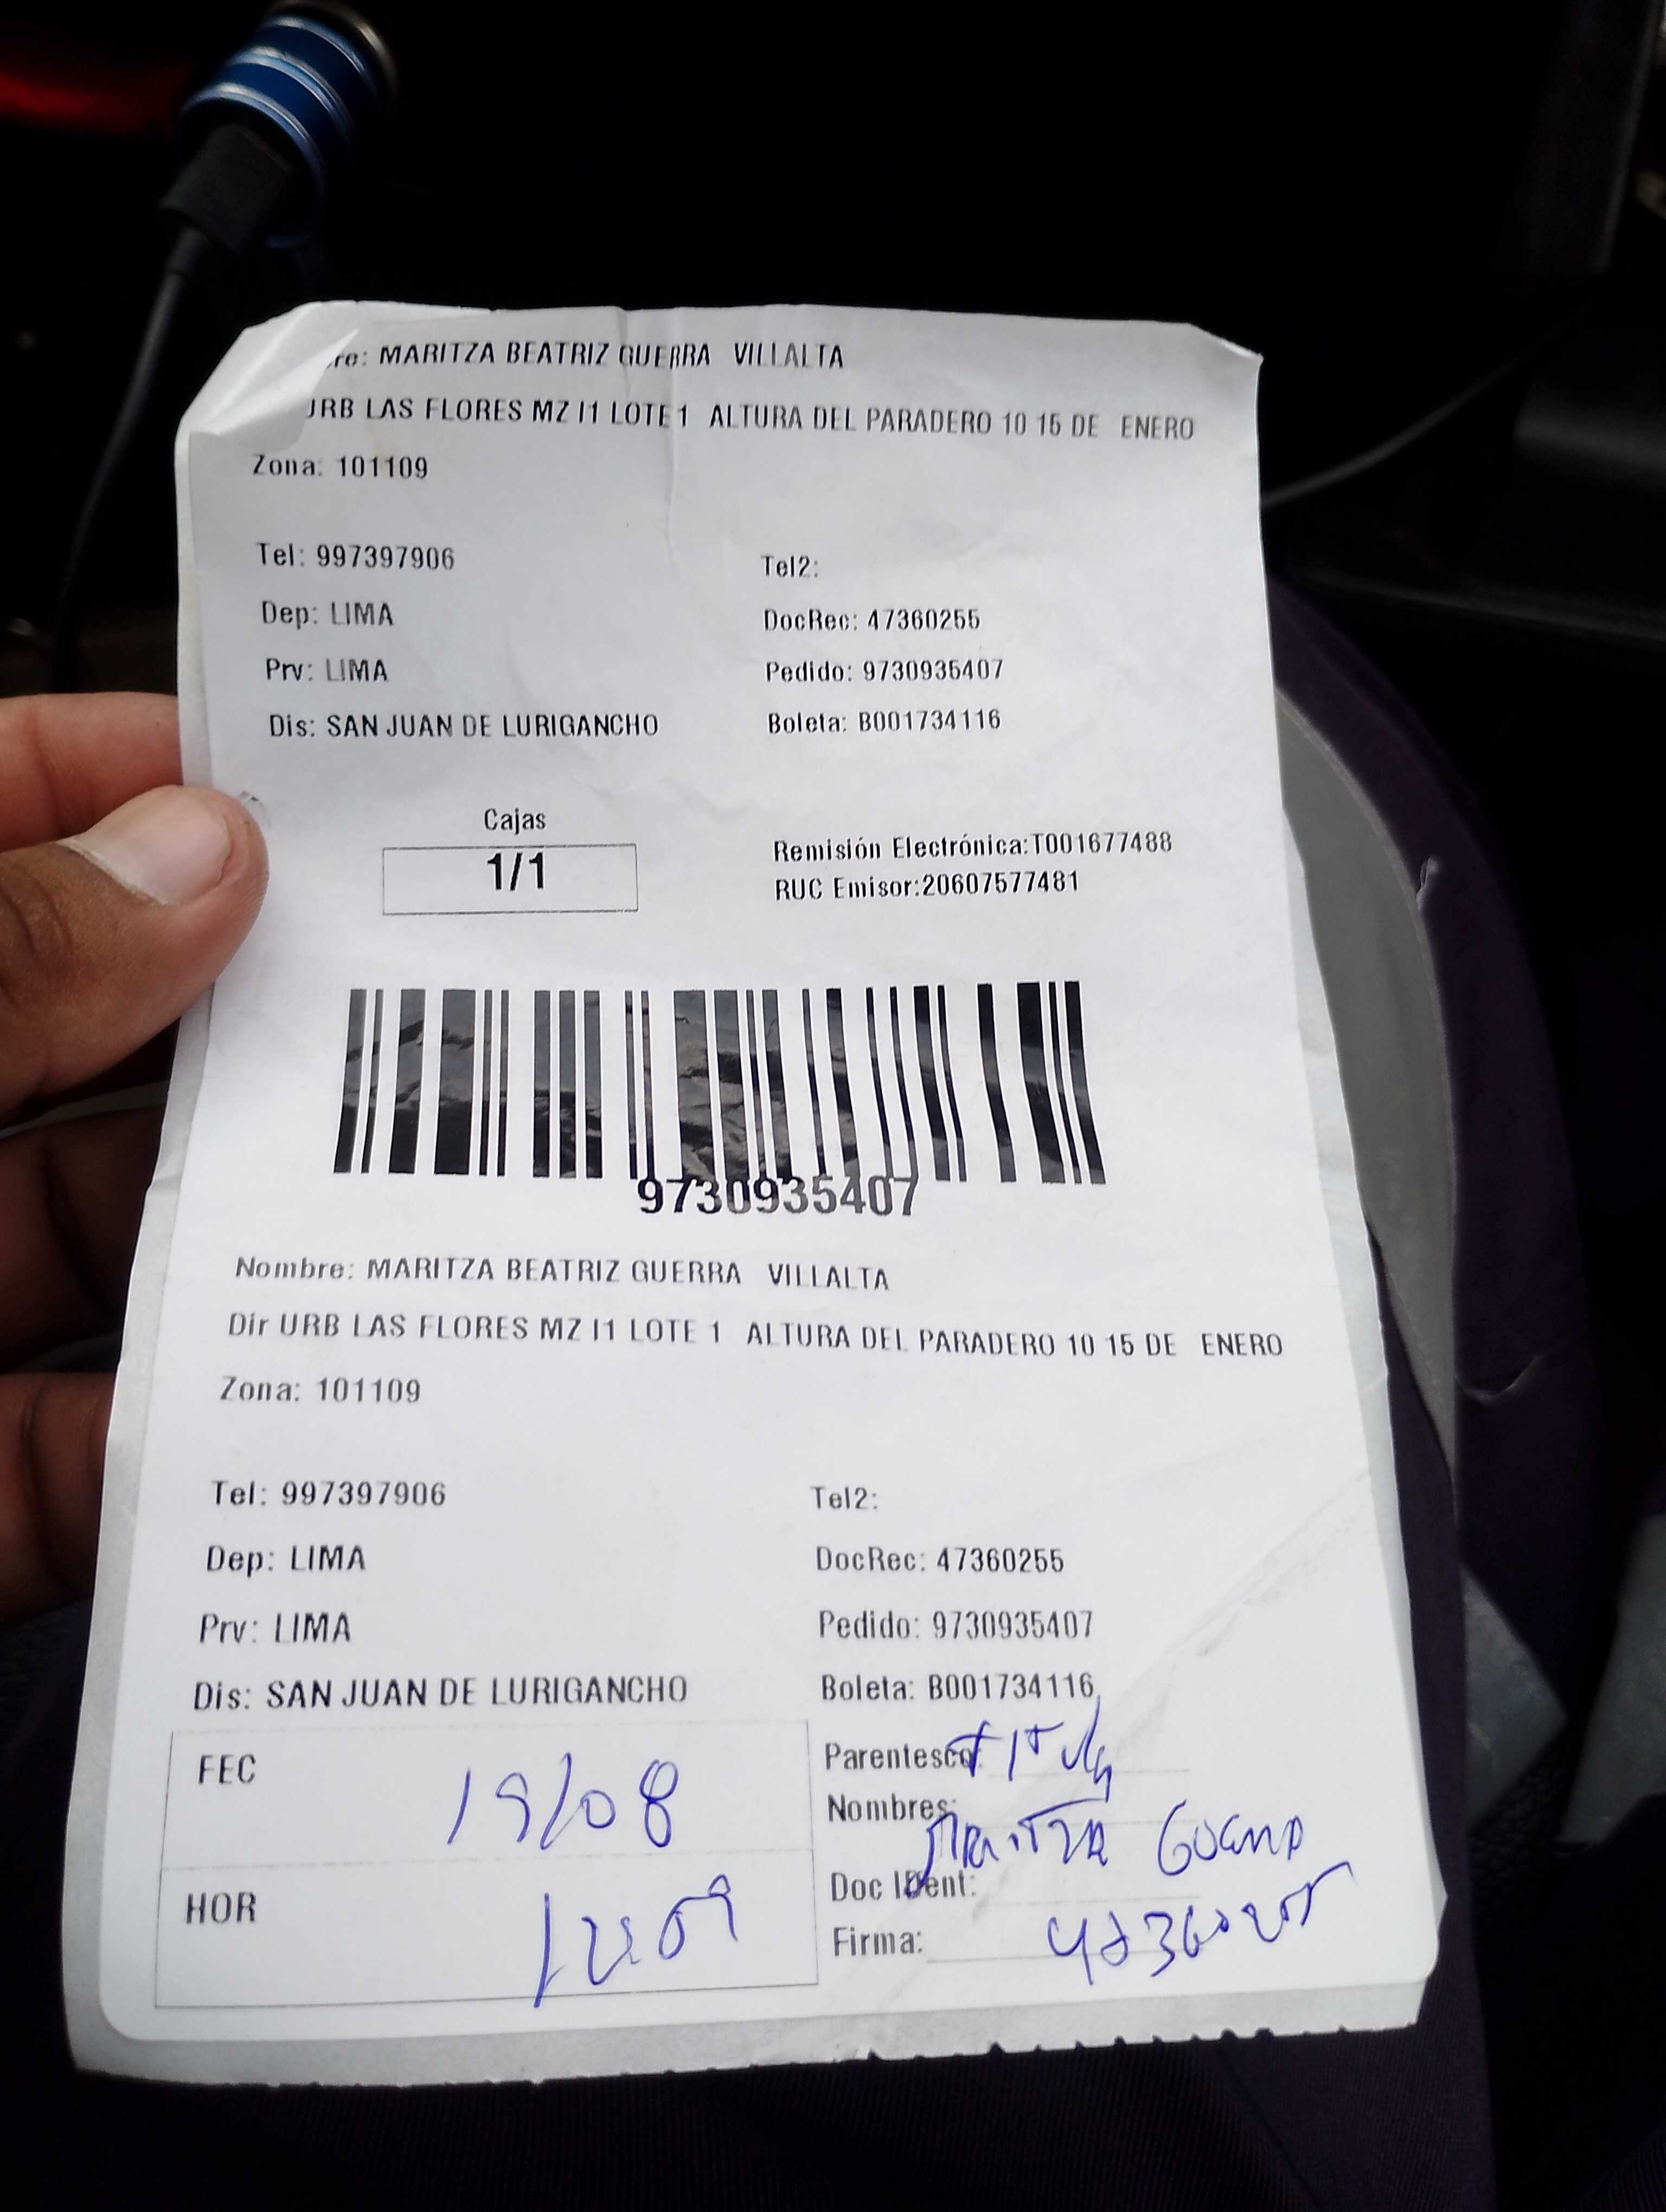 re: MARITZA BEATRIZ GUERRA VILLALTA
URB LAS FLORES MZ I1 LOTE 1 ALTURA DEL PARADERO 10 15 DE ENERO
Zona: 101109
Tel: 997397906 Tel2:
Dep: LIMA DocRec: 47360255
Prv: LIMA Pedido: 9730935407
Dis: SAN JUAN DE LURIGANCHO Boleta: B001734116
Cajas
1/1
Remisión Electrónica:T001677488
RUC Emisor:20607577481
9730935407
Nombre: MARITZA BEATRIZ GUERRA VILLALTA
Dir URB LAS FLORES MZ I1 LOTE 1 ALTURA DEL PARADERO 10 15 DE ENERO
Zona: 101109
Tel: 997397906 Tel2:
Dep: LIMA DocRec: 47360255
Prv: LIMA Pedido: 9730935407
Dis: SAN JUAN DE LURIGANCHO Boleta: B001734116
FEC 19/08
Parentesco:
Nombres: MARITZA
HOR
Doc IDent:
Firma: